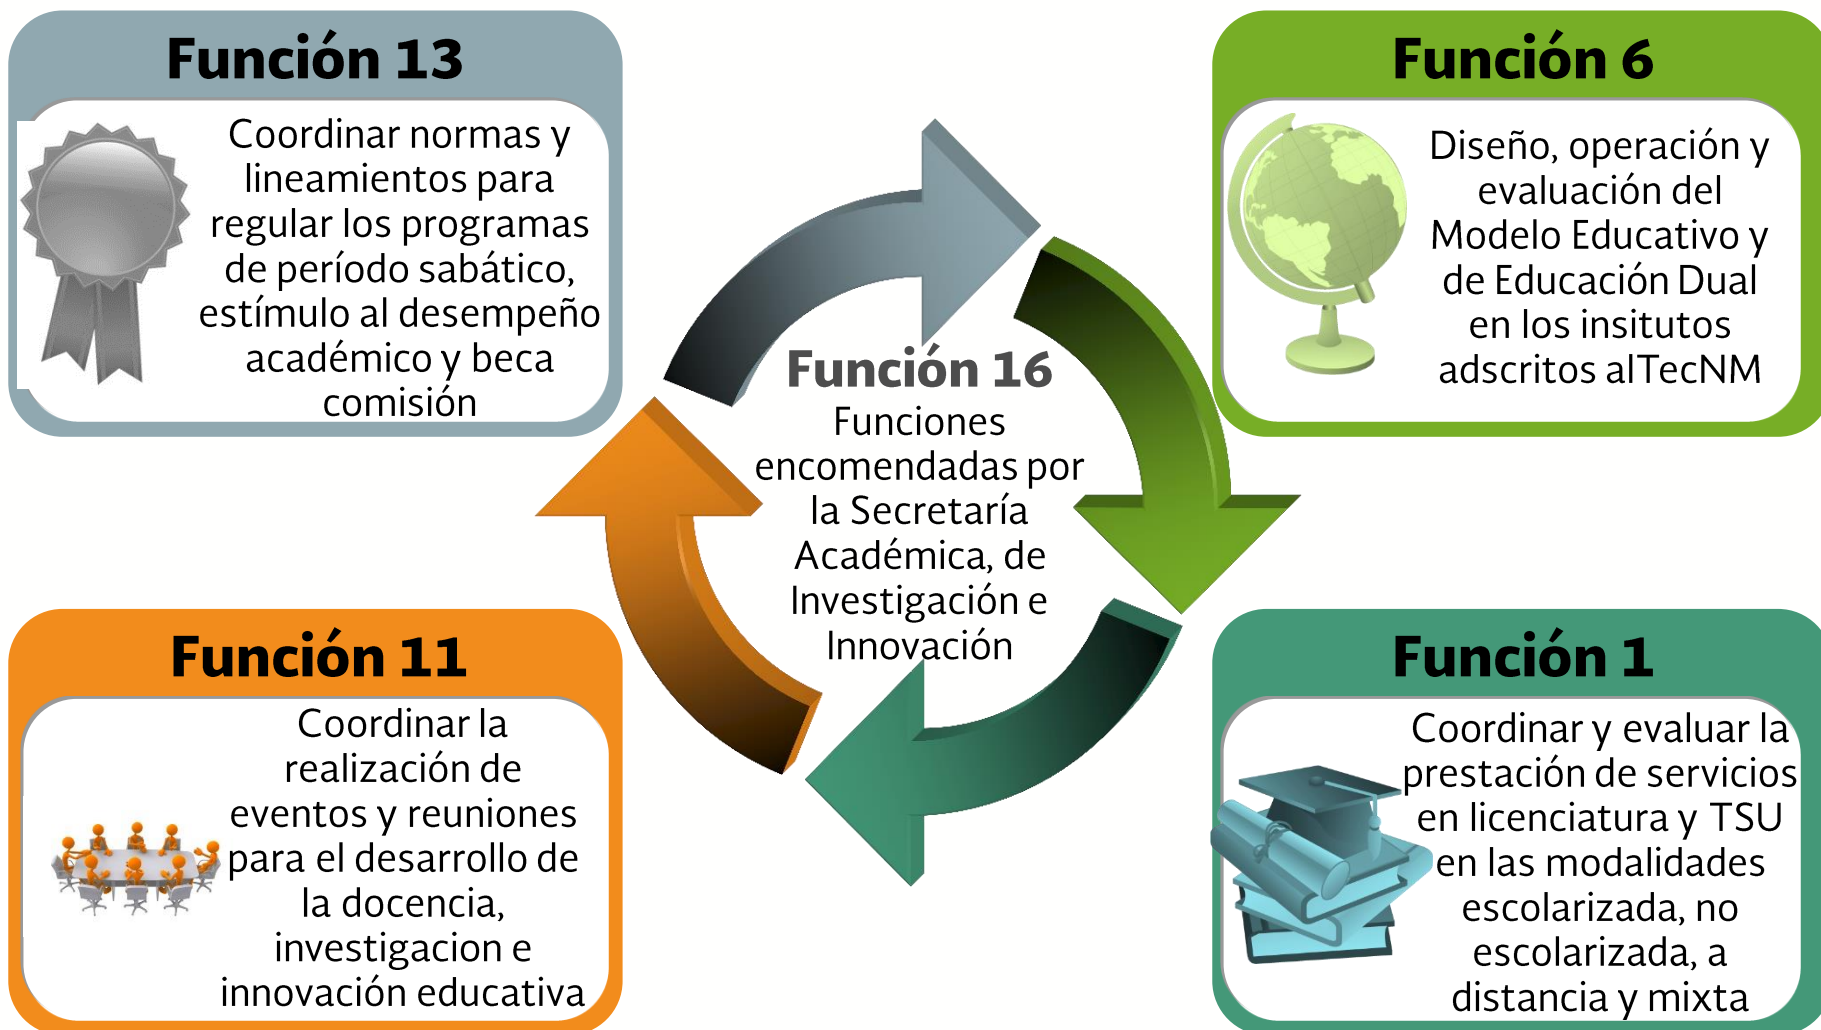 Función 13
Coordinar normas y
lineamientos para
regular los programas
de período sabático,
estímulo al desempeño
académico y beca
comisión
Función 6
Diseño, operación y
evaluación del
Modelo Educativo y
de Educación Dual
en los insitutos
adscritos alTecNM
Función 16
Funciones
encomendadas por
la Secretaría
Académica, de
Investigación e
Innovación
Función 11
Coordinar la
realización de
eventos y reuniones
para el desarrollo de
la docencia,
investigacion e
innovación educativa
Función 1
Coordinar y evaluar la
prestación de servicios
en licenciatura y TSU
en las modalidades
escolarizada, no
escolarizada, a
distancia y mixta